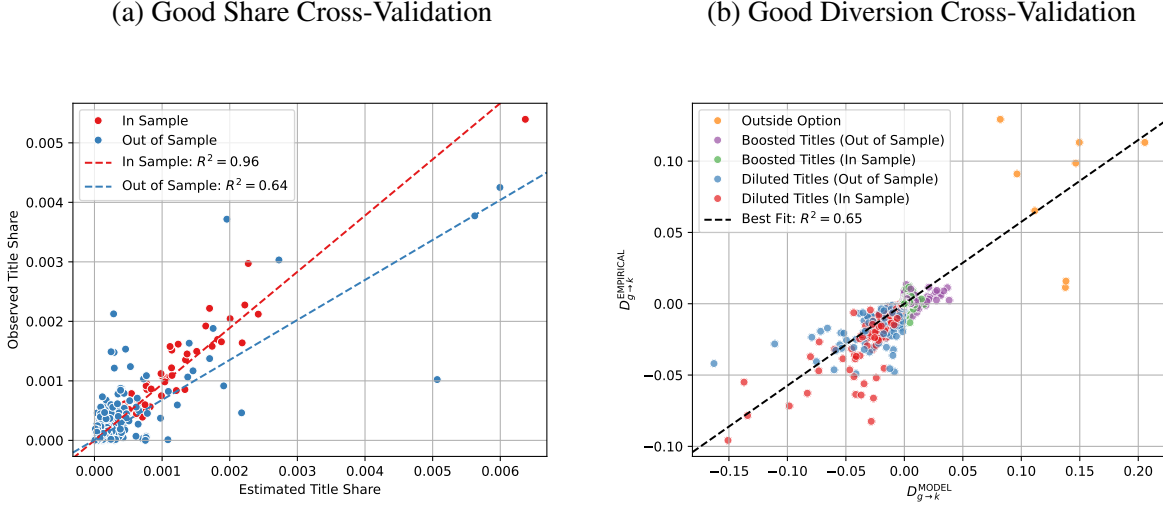 (a) Good Share Cross-Validation
(b) Good Diversion Cross-Validation
In Sample
Out of Sample
In Sample: R² = 0.96
Out of Sample: R² = 0.64
0.005
0.004
0.003
0.002
0.001
0.000
Observed Title Share
0.000 0.001 0.002 0.003 0.004 0.005 0.006
Estimated Title Share
Outside Option
Boosted Titles (Out of Sample)
Boosted Titles (In Sample)
Diluted Titles (Out of Sample)
Diluted Titles (In Sample)
Best Fit: R² = 0.65
0.10
0.05
0.00
−0.05
−0.10
D_{g→k}^{EMPIRICAL}
−0.15 −0.10 −0.05 0.00 0.05 0.10 0.15 0.20
D_{g→k}^{MODEL}